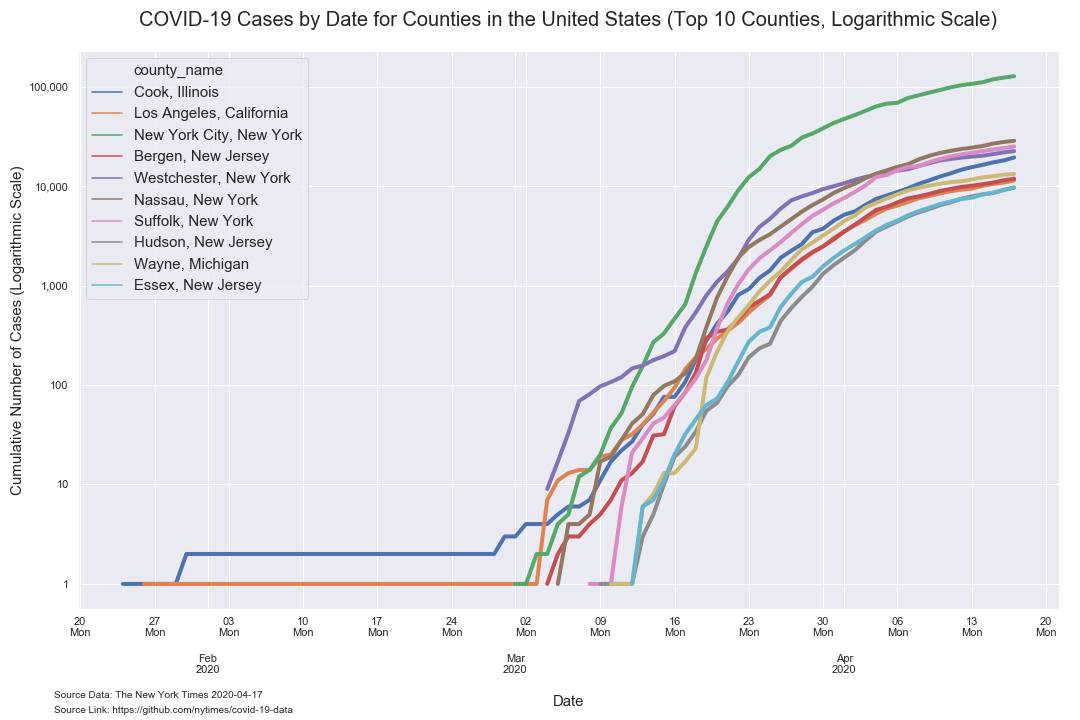 COVID-19 Cases by Date for Counties in the United States (Top 10 Counties, Logarithmic Scale)
county_name
Cook, Illinois
Los Angeles, California
New York City, New York
Bergen, New Jersey
Westchester, New York
Nassau, New York
Suffolk, New York
Hudson, New Jersey
Wayne, Michigan
Essex, New Jersey
Cumulative Number of Cases (Logarithmic Scale)
100,000
10,000
1,000
100
10
1
20 27 03 10 17 24 02 09 16 23 30 06 13 20
Mon Mon Mon Mon Mon Mon Mon Mon Mon Mon Mon Mon Mon Mon
Feb Mar Apr
2020 2020 2020
Date
Source Data: The New York Times 2020-04-17
Source Link: https://github.com/nytimes/covid-19-data